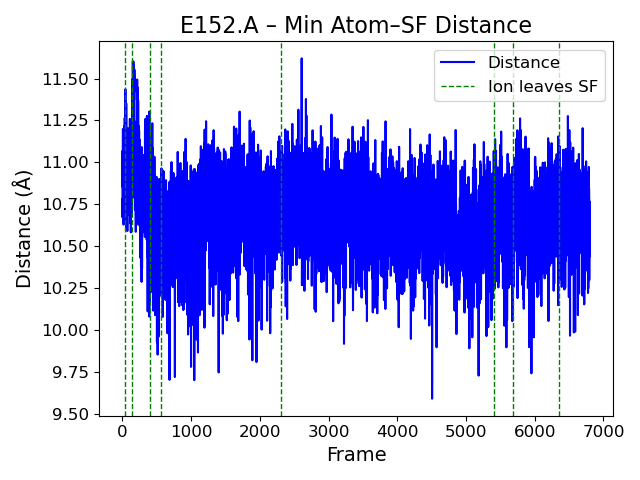 E152.A – Min Atom–SF Distance
Distance
Ion leaves SF
Distance (Å)
11.50
11.25
11.00
10.75
10.50
10.25
10.00
9.75
9.50
0 1000 2000 3000 4000 5000 6000 7000
Frame